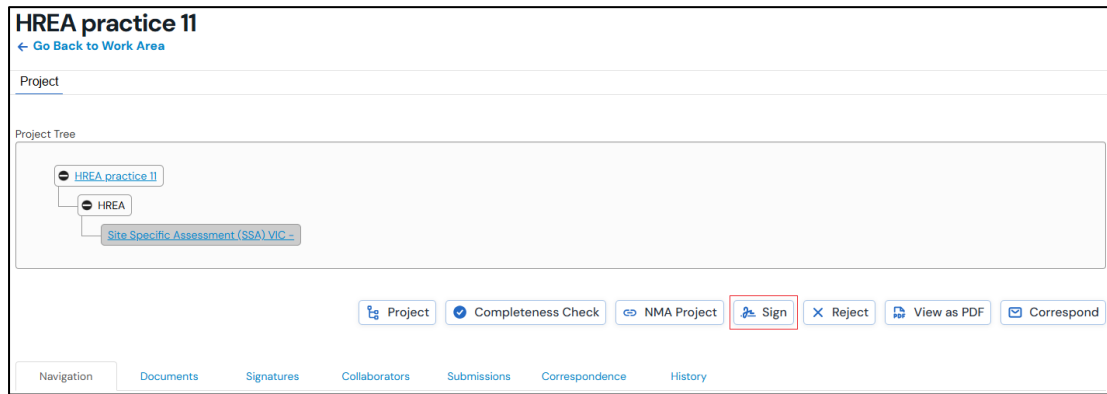 HREA practice 11
← Go Back to Work Area
Project
Project Tree
HREA practice 11
HREA
Site Specific Assessment (SSA) VIC -
Project Completeness Check NMA Project Sign Reject PDF View as PDF Correspond
Navigation Documents Signatures Collaborators Submissions Correspondence History